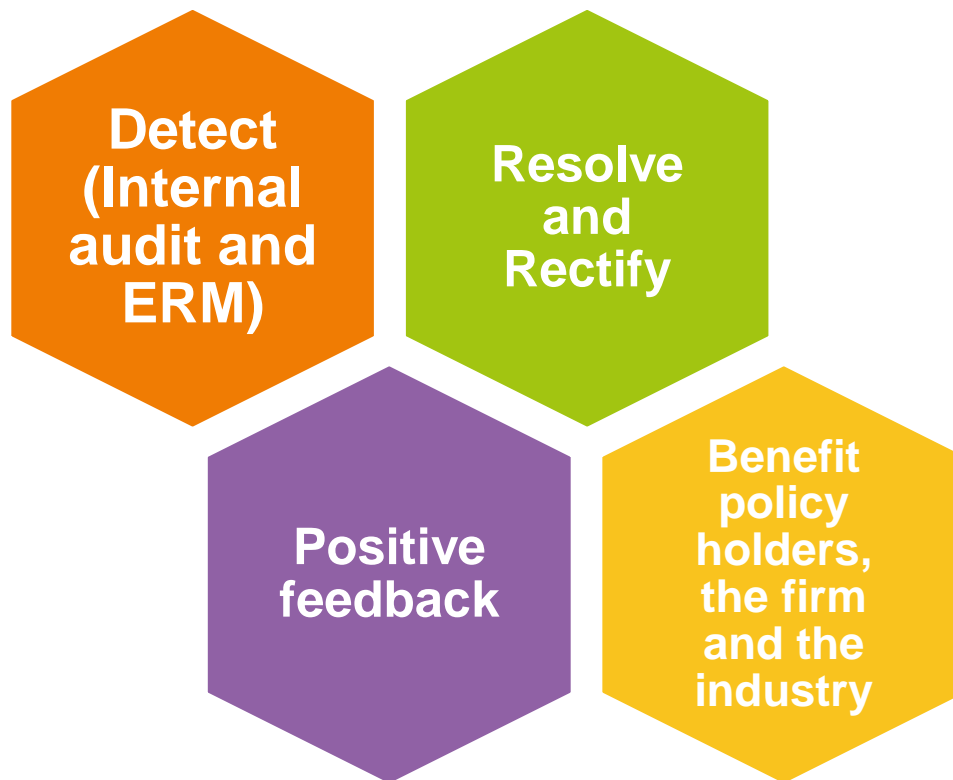 Detect
(Internal
audit and
ERM)
Resolve
and
Rectify
Positive
feedback
Benefit
policy
holders,
the firm
and the
industry